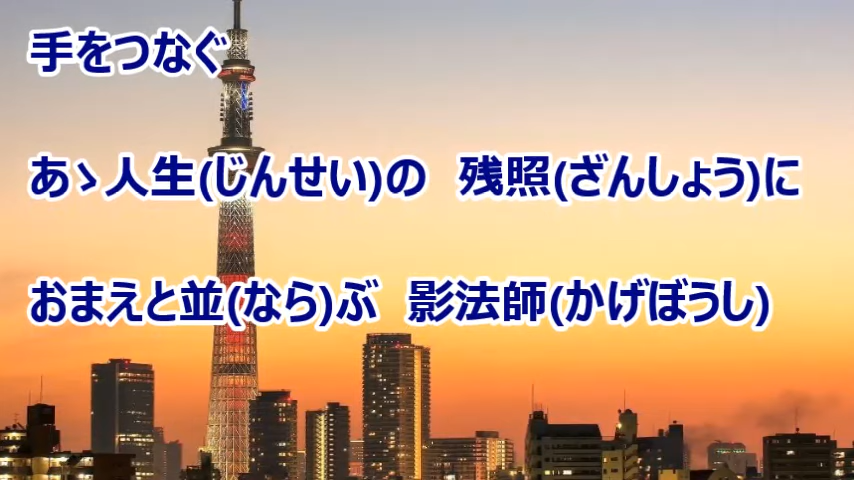 手をつなぐ
あゝ人生(じんせい)の　残照(ざんしょう)に
おまえと並(なら)ぶ　影法師(かげぼうし)